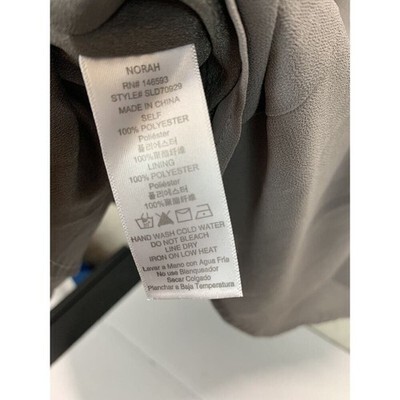 NORAH
RN# 146593
STYLE# SLD70929
MADE IN CHINA
SELF
100% POLYESTER
Poliéster
폴리에스터
100%聚酯纤维
LINING
100% POLYESTER
Poliéster
폴리에스터
100%聚酯纤维
HAND WASH COLD WATER
DO NOT BLEACH
LINE DRY
IRON ON LOW HEAT
Lavar a Mano con Agua Fria
No use Blanqueador
Secar Colgado
Planchar a Baja Temperatura